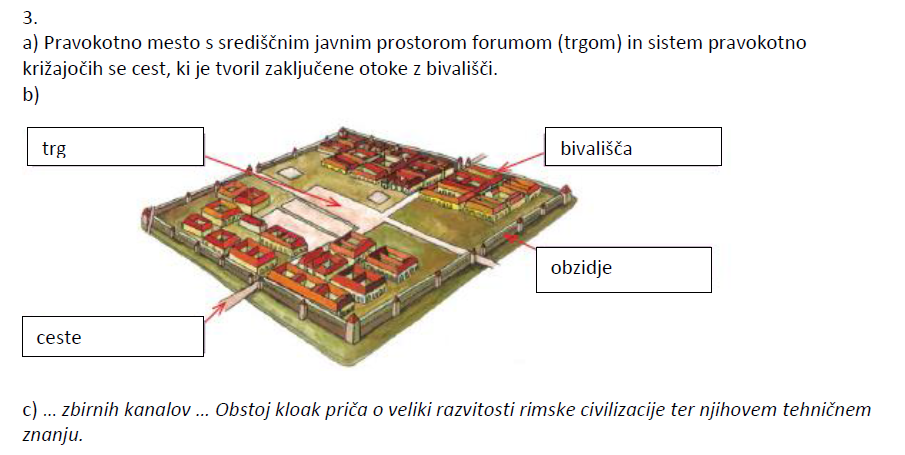 3.
a) Pravokotno mesto s središčnim javnim prostorom forumom (trgom) in sistem pravokotno
križajočih se cest, ki je tvoril zaključene otoke z bivališči.
b)
trg
bivališča
obzidje
ceste
c) ... zbirnih kanalov ... Obstoj kloak priča o veliki razvitosti rimske civilizacije ter njihovem tehničnem
znanju.